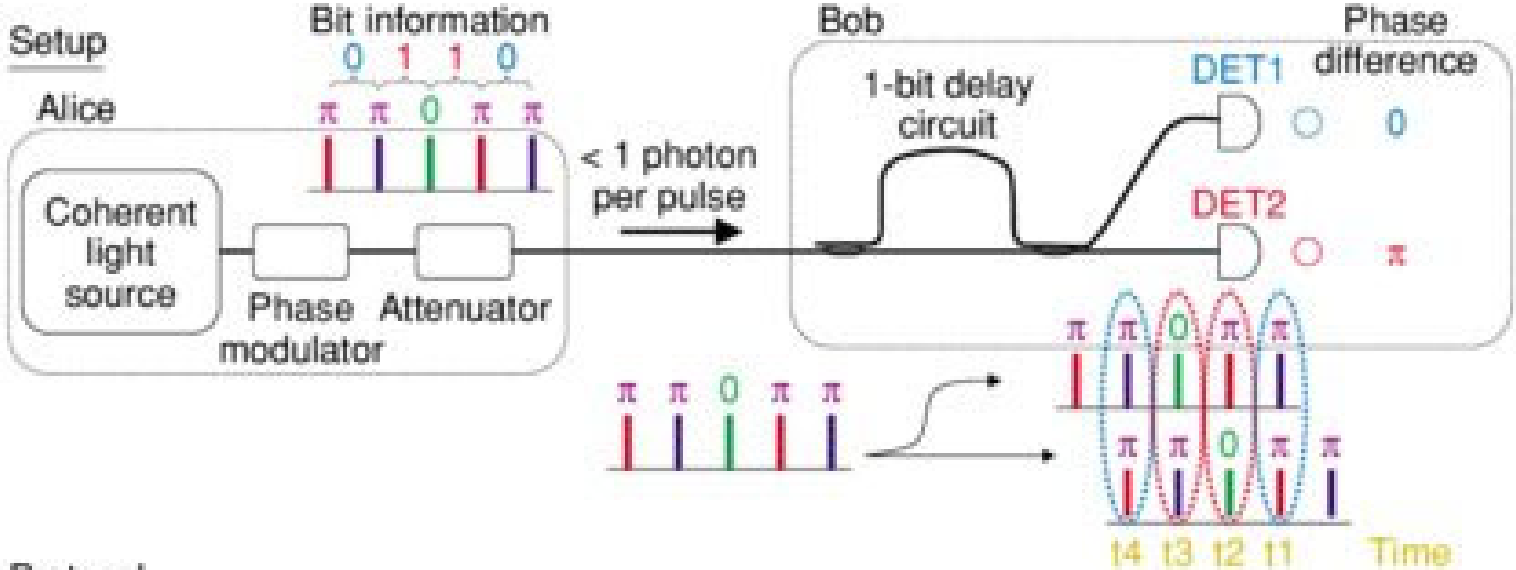 Setup
Bit information
0 1 1 0
Alice
π π 0 π π
Coherent
light
source
Phase
modulator
Attenuator
< 1 photon
per pulse
Bob
1-bit delay
circuit
Phase
difference
DET1
0
DET2
π
π π 0 π π
π π 0 π π
π π 0 π π
t4 t3 t2 t1 Time